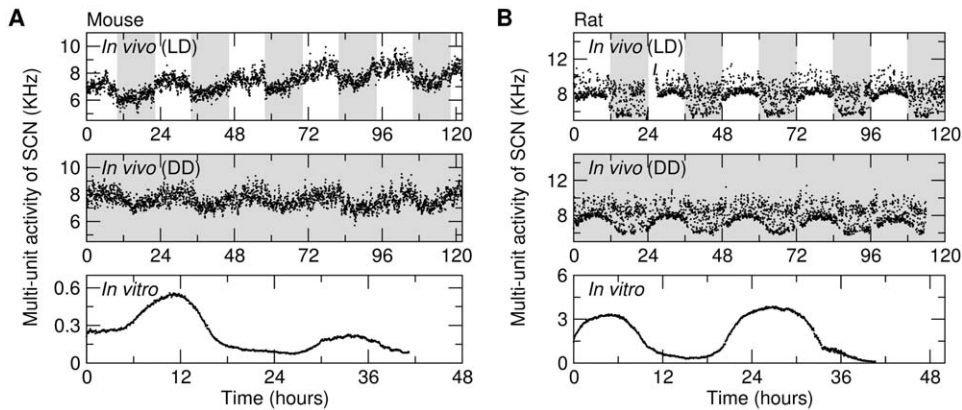 A Mouse
Multi-unit activity of SCN (KHz)
In vivo (LD)
10
8
6
0 24 48 72 96 120
In vivo (DD)
10
8
6
0 24 48 72 96 120
In vitro
0.6
0.3
0
0 12 24 36 48
Time (hours)
B Rat
Multi-unit activity of SCN (KHz)
In vivo (LD)
12
8
0 24 48 72 96 120
In vivo (DD)
12
8
0 24 48 72 96 120
In vitro
6
3
0
0 12 24 36 48
Time (hours)